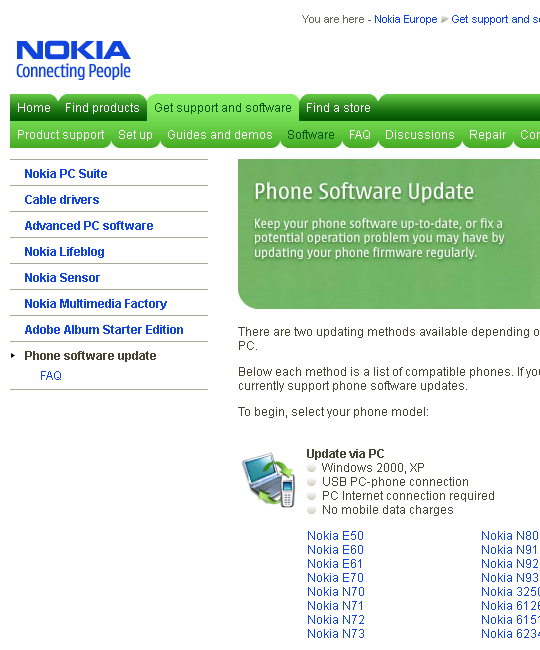 You are here - Nokia Europe Get support and
NOKIA
Connecting People
Home Find products Get support and software Find a store
Product support Set up Guides and demos Software FAQ Discussions Repair
Nokia PC Suite
Cable drivers
Advanced PC software
Nokia Lifeblog
Nokia Sensor
Nokia Multimedia Factory
Adobe Album Starter Edition
Phone software update
FAQ
Phone Software Update
Keep your phone software up-to-date, or fix a
potential operation problem you may have by
updating your phone firmware regularly.
There are two updating methods available depending
PC.
Below each method is a list of compatible phones. If you
currently support phone software updates.
To begin, select your phone model:
Update via PC
Windows 2000, XP
USB PC-phone connection
PC Internet connection required
No mobile data charges
Nokia E50
Nokia E60
Nokia E61
Nokia E70
Nokia N70
Nokia N71
Nokia N72
Nokia N73
Nokia N80
Nokia N91
Nokia N92
Nokia N93
Nokia 3250
Nokia 6126
Nokia 6151
Nokia 6234